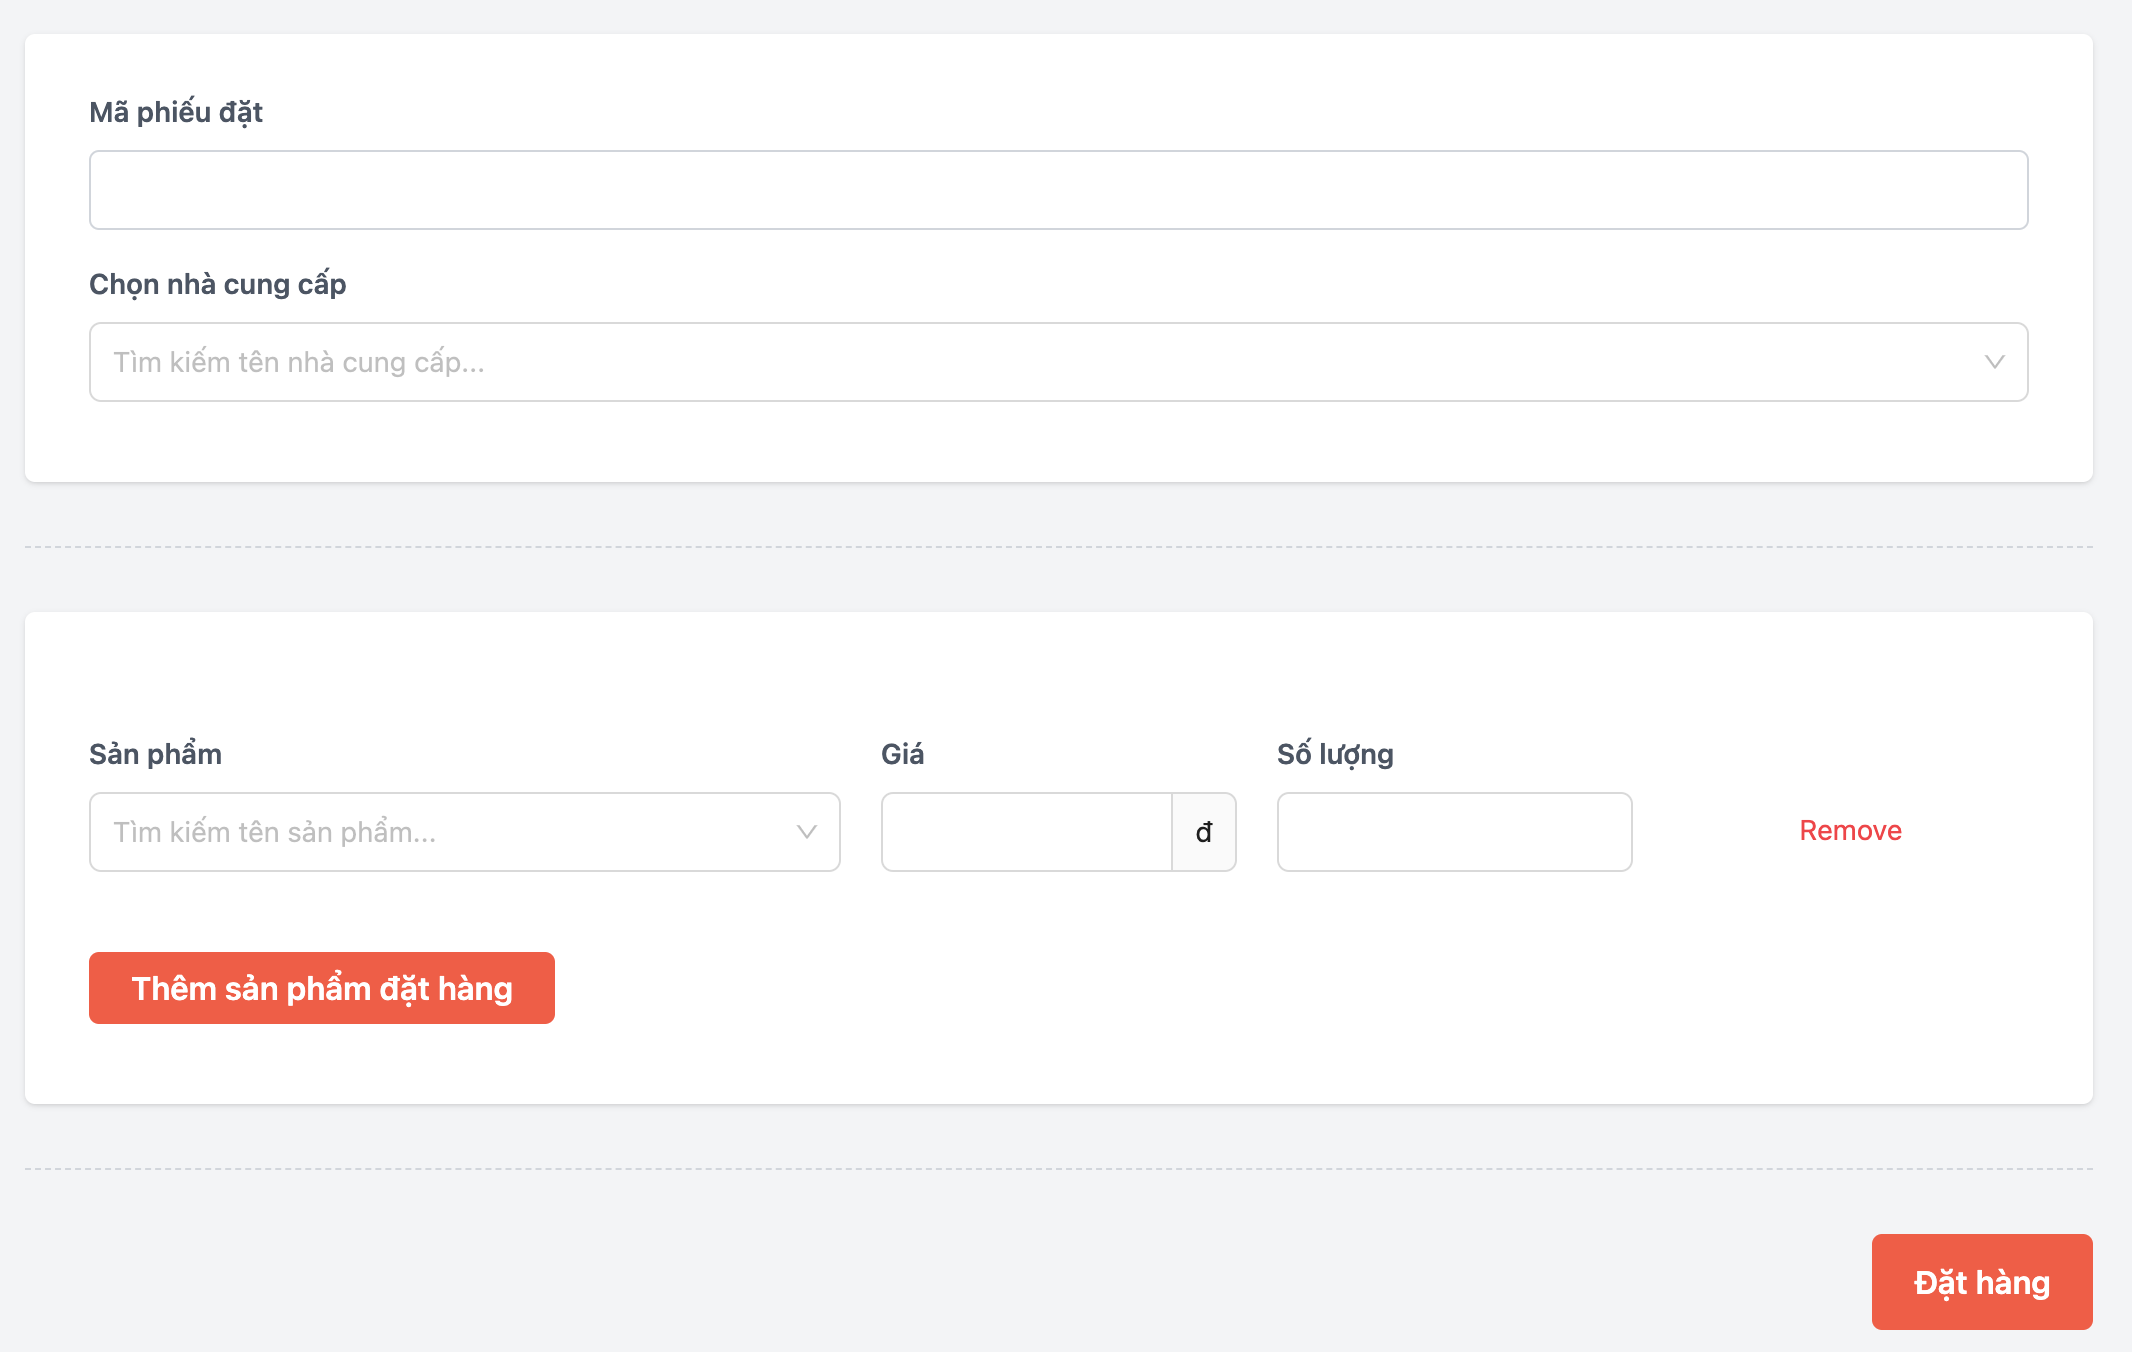 Mã phiếu đặt
Chọn nhà cung cấp
Tìm kiếm tên nhà cung cấp...
Sản phẩm Giá Số lượng
Tìm kiếm tên sản phẩm... đ Remove
Thêm sản phẩm đặt hàng
Đặt hàng